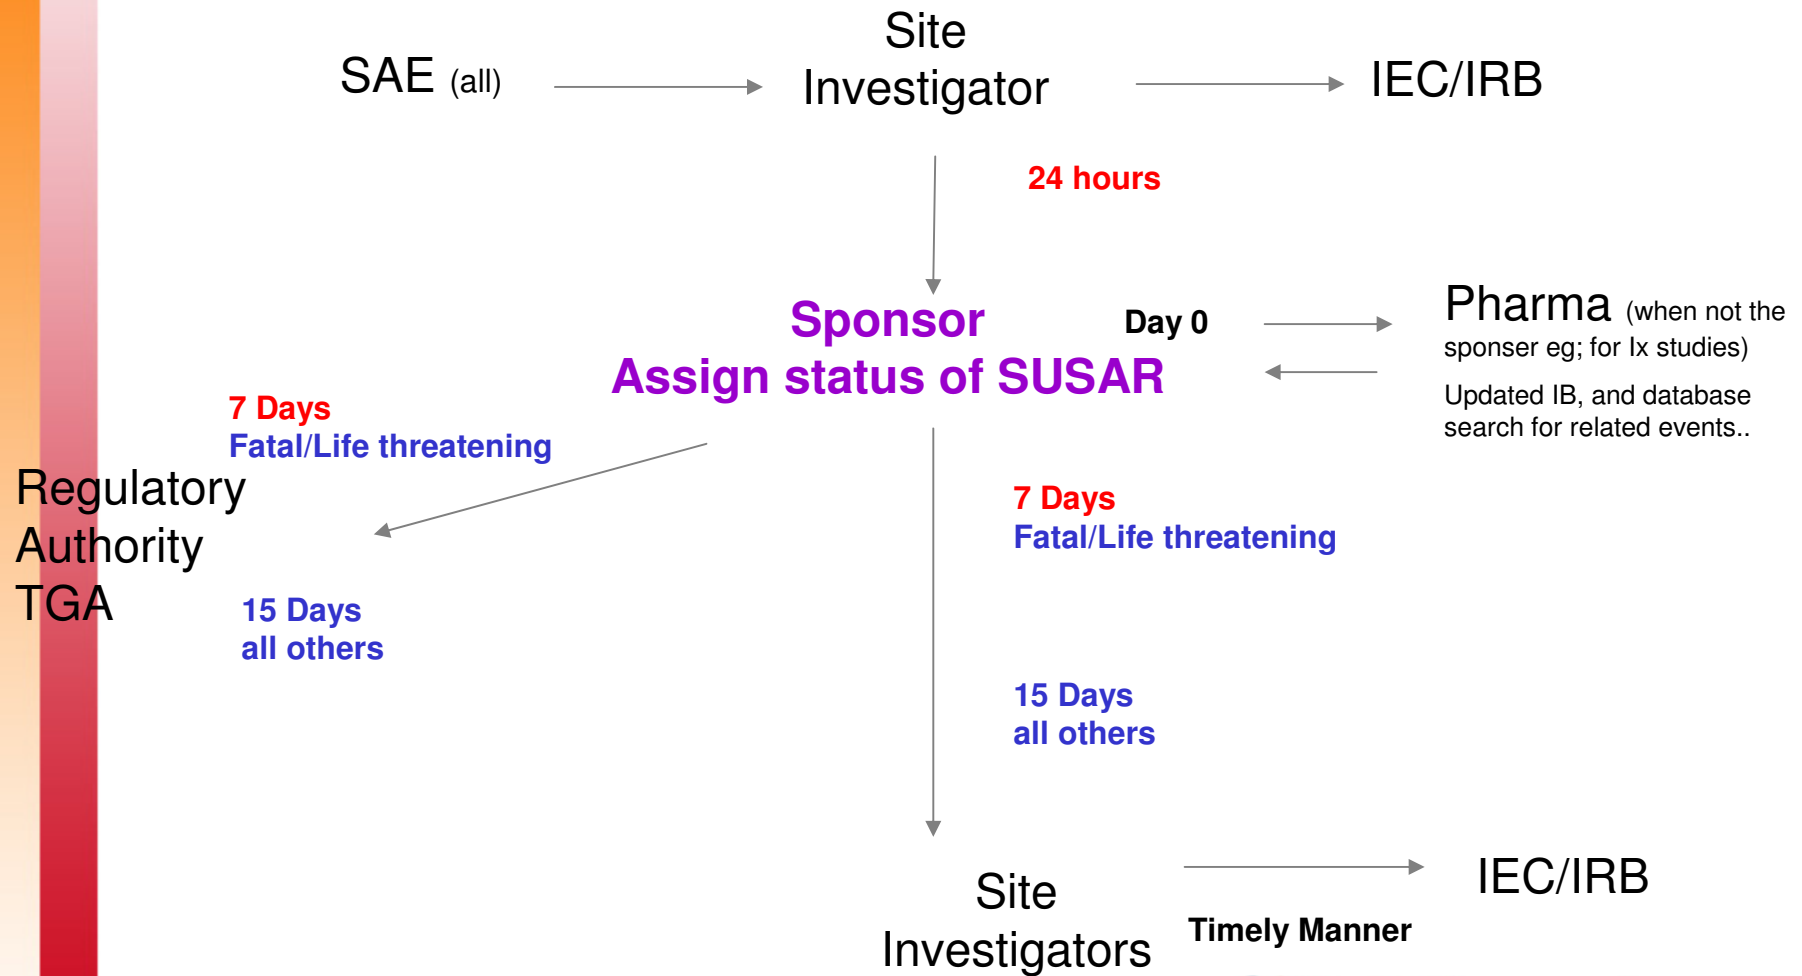 Site
Investigator
SAE (all)
IEC/IRB
24 hours
Sponsor
Assign status of SUSAR
Day 0
Pharma (when not the
sponser eg; for Ix studies)
Updated IB, and database
search for related events..
7 Days
Fatal/Life threatening
Regulatory
Authority
TGA
15 Days
all others
7 Days
Fatal/Life threatening
15 Days
all others
Site
Investigators
IEC/IRB
Timely Manner